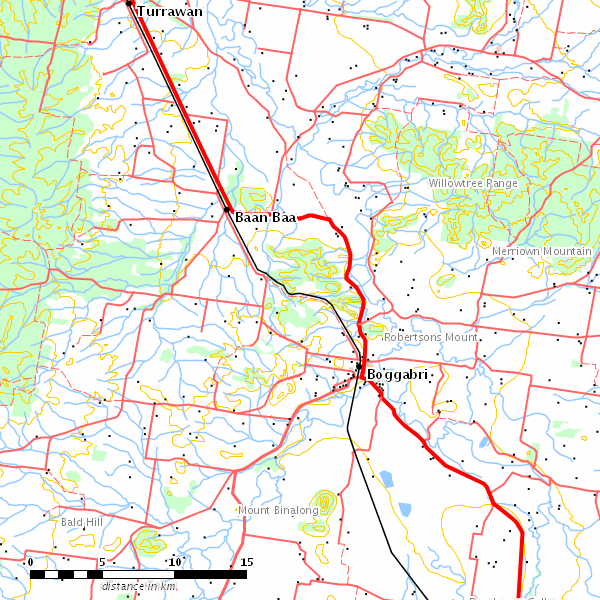 Turrawan
Willowtree Range
Baan Baa
Merriown Mountain
Robertsons Mount
Boggabri
Mount Binalong
Bald Hill
0 5 10 15
distance in km